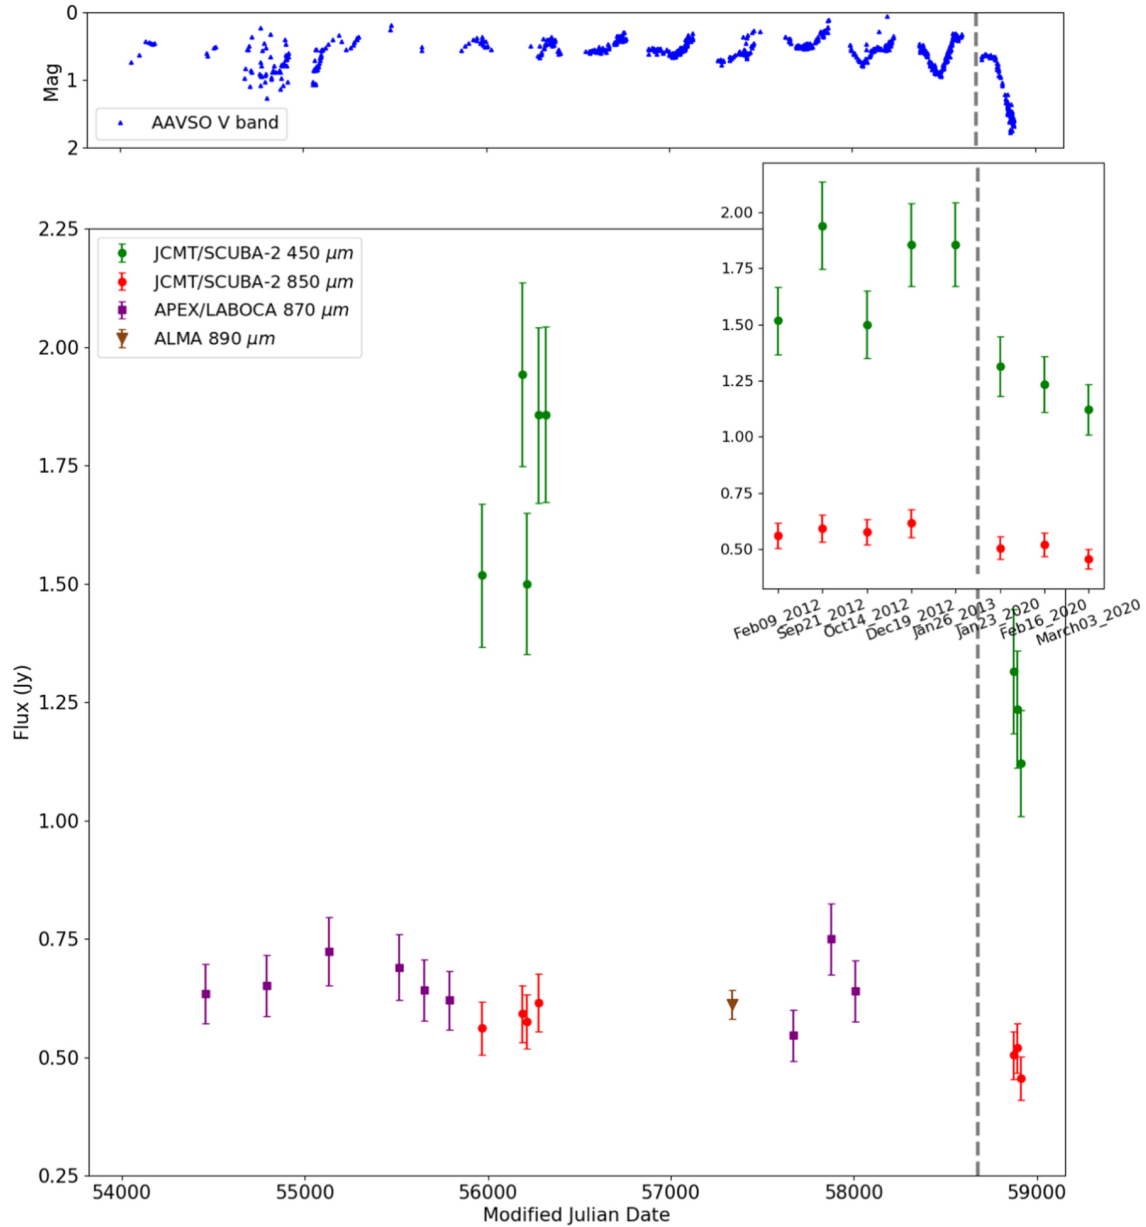 0
1
2
Mag
AAVSO V band
2.25
2.00
1.75
1.50
1.25
1.00
0.75
0.50
0.25
Flux (Jy)
JCMT/SCUBA-2 450 μm
JCMT/SCUBA-2 850 μm
APEX/LABOCA 870 μm
ALMA 890 μm
2.00
1.75
1.50
1.25
1.00
0.75
0.50
Feb09_2012
Sep21_2012
Oct14_2012
Dec19_2012
Jan26_2013
Jan23_2020
Feb16_2020
March03_2020
54000 55000 56000 57000 58000 59000
Modified Julian Date